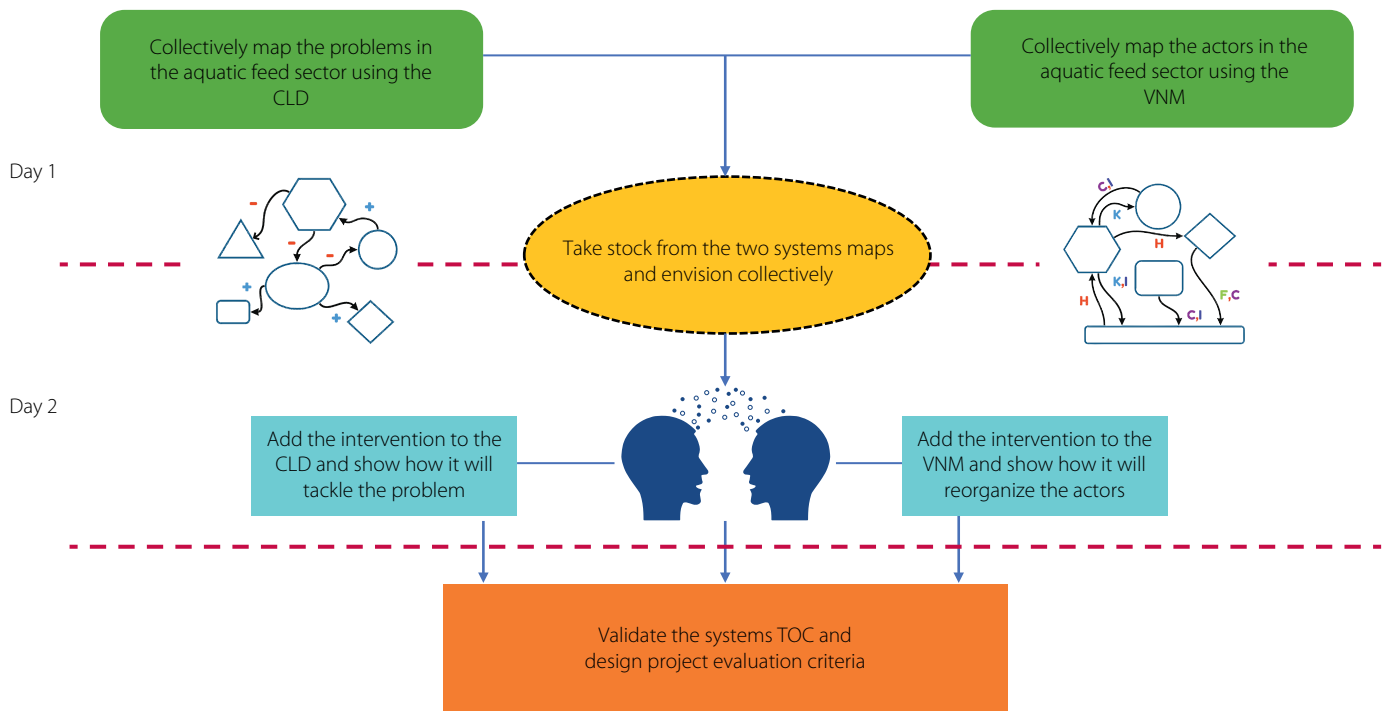 Collectively map the problems in
the aquatic feed sector using the
CLD
Collectively map the actors in the
aquatic feed sector using the
VNM
Day 1
-
+
-
-
+
+
Take stock from the two systems maps
and envision collectively
C,I
K
H
K,I
H
C,I
F,C
Day 2
Add the intervention to the
CLD and show how it will
tackle the problem
Add the intervention to the
VNM and show how it will
reorganize the actors
Validate the systems TOC and
design project evaluation criteria